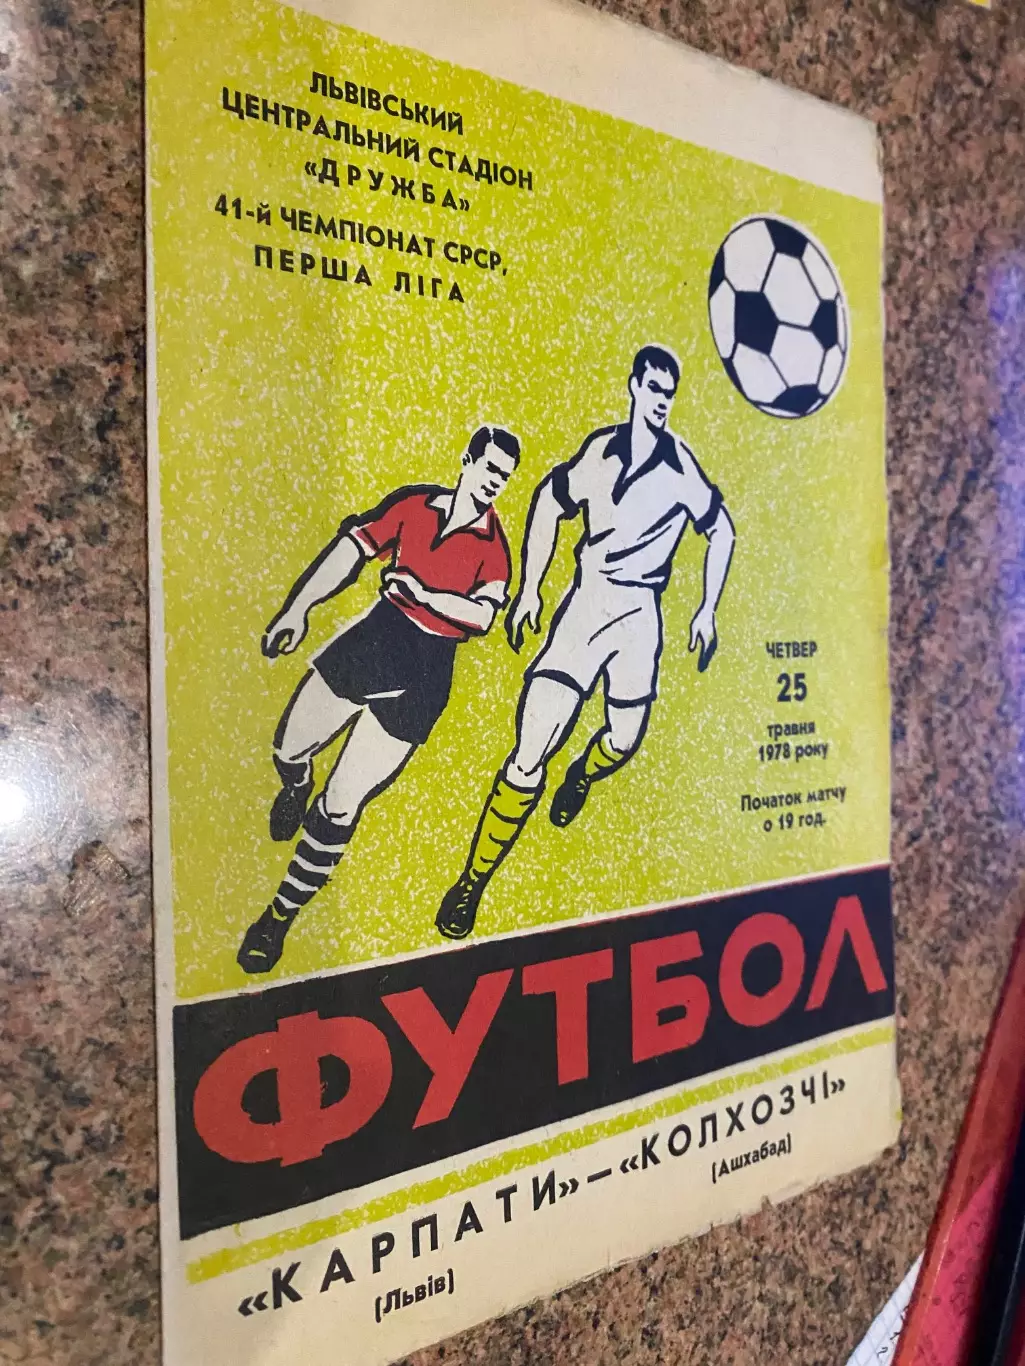 ЛЬВІВСЬКИЙ
ЦЕНТРАЛЬНИЙ СТАДІОН
«ДРУЖБА»
41-й ЧЕМПІОНАТ СРСР,
ПЕРША ЛІГА
ЧЕТВЕР
25
травня
1978 року
Початок матчу
о 19 год.
ФУТБОЛ
«КАРПАТИ»—«КОЛХОЗЧІ»
(Львів) (Ашхабад)